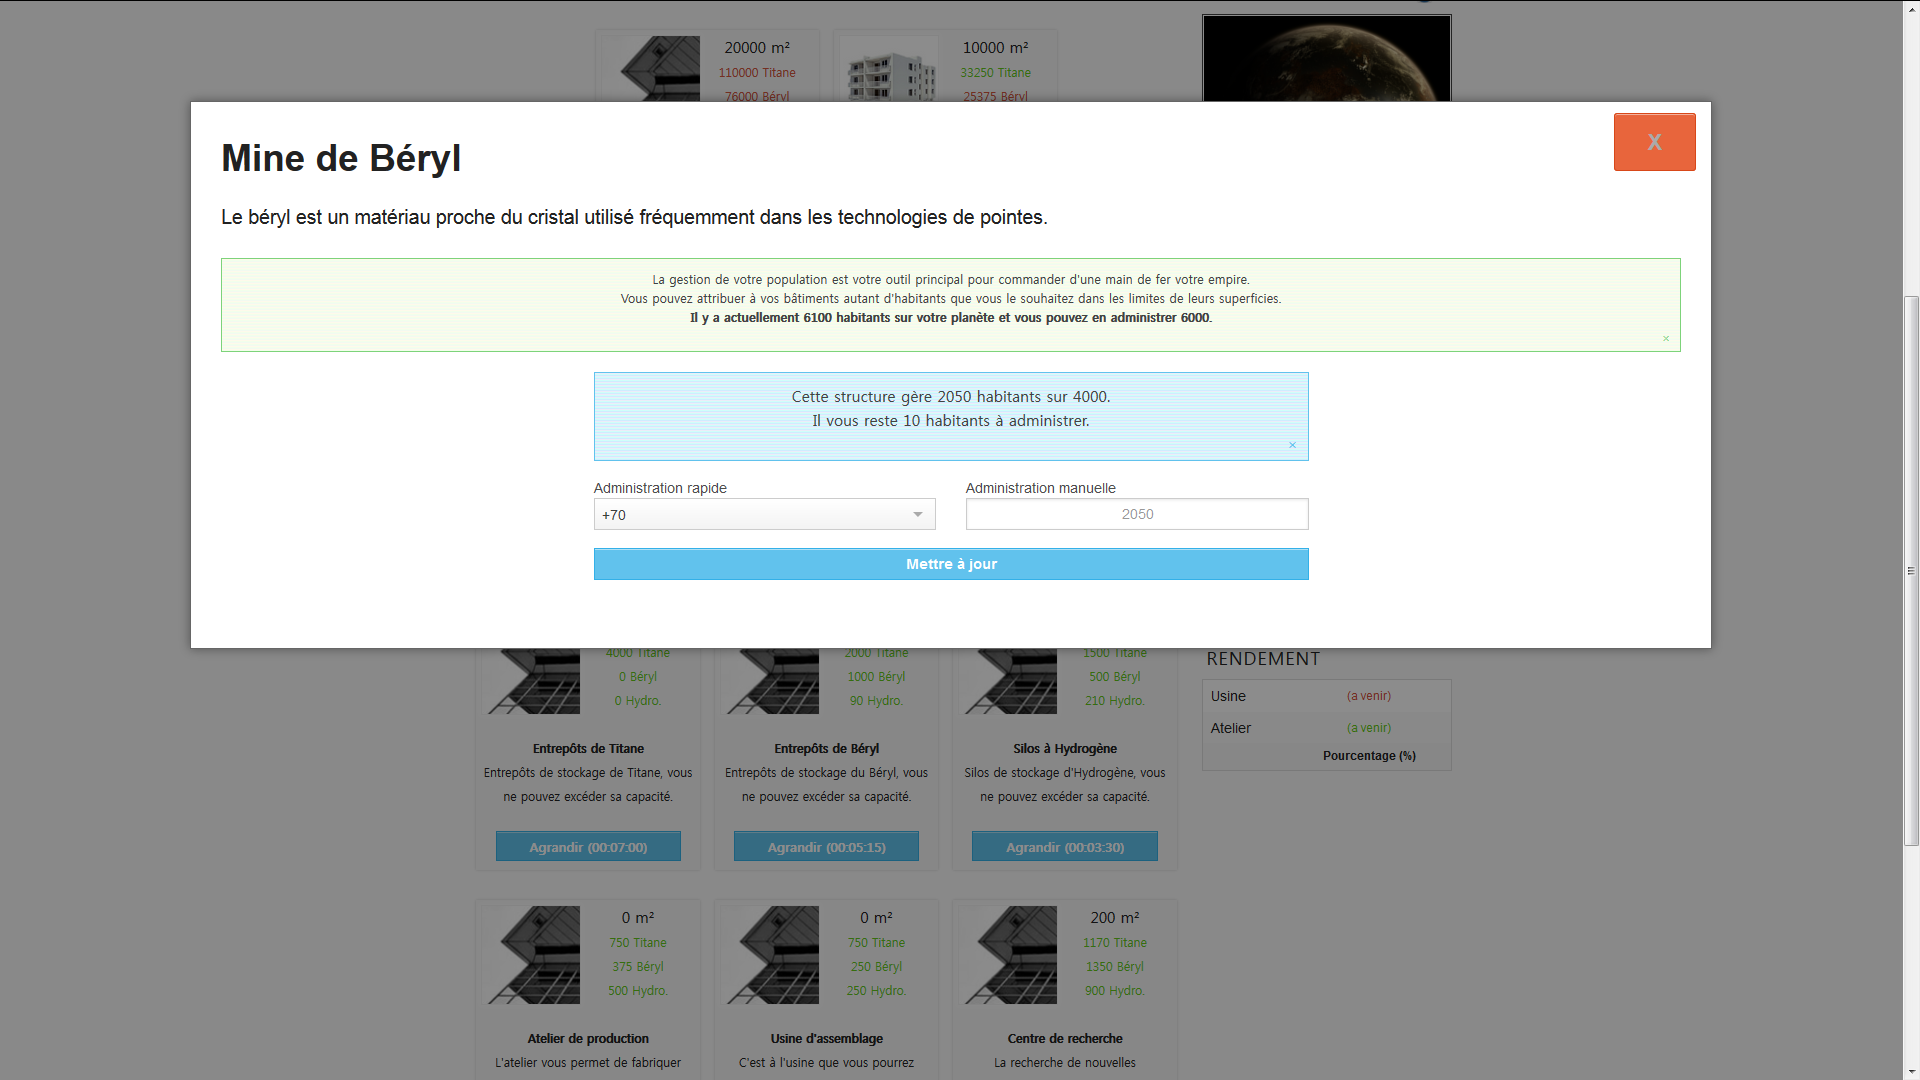 20000 m²
110000 Titane
76000 Béryl
10000 m²
33250 Titane
25375 Béryl
X
Mine de Béryl
Le béryl est un matériau proche du cristal utilisé fréquemment dans les technologies de pointes.
La gestion de votre population est votre outil principal pour commander d'une main de fer votre empire.
Vous pouvez attribuer à vos bâtiments autant d'habitants que vous le souhaitez dans les limites de leurs superficies.
Il y a actuellement 6100 habitants sur votre planète et vous pouvez en administrer 6000.
×
Cette structure gère 2050 habitants sur 4000.
Il vous reste 10 habitants à administrer.
×
Administration rapide
+70
Administration manuelle
2050
Mettre à jour
4000 Titane
0 Béryl
0 Hydro.
Entrepôts de Titane
Entrepôts de stockage de Titane, vous
ne pouvez excéder sa capacité.
Agrandir (00:07:00)
2000 Titane
1000 Béryl
90 Hydro.
Entrepôts de Béryl
Entrepôts de stockage du Béryl, vous
ne pouvez excéder sa capacité.
Agrandir (00:05:15)
1500 Titane
500 Béryl
210 Hydro.
Silos à Hydrogène
Silos de stockage d'Hydrogène, vous
ne pouvez excéder sa capacité.
Agrandir (00:03:30)
RENDEMENT
Usine (a venir)
Atelier (a venir)
Pourcentage (%)
0 m²
750 Titane
375 Béryl
500 Hydro.
Atelier de production
L'atelier vous permet de fabriquer
0 m²
750 Titane
250 Béryl
250 Hydro.
Usine d'assemblage
C'est à l'usine que vous pourrez
200 m²
1170 Titane
1350 Béryl
900 Hydro.
Centre de recherche
La recherche de nouvelles